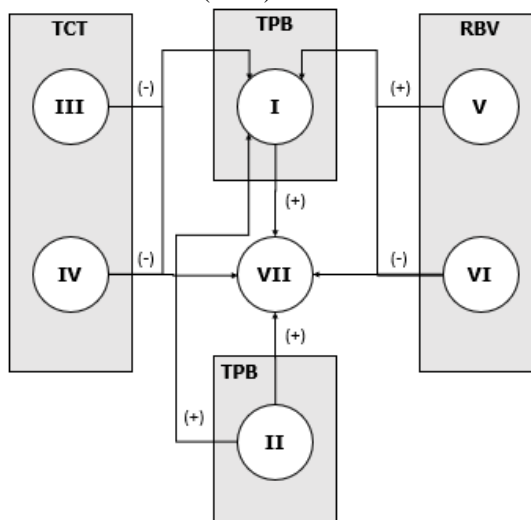 TCT
TPB
RBV
III
(-)
I
(+)
V
(+)
IV
(-)
VII
(-)
VI
(+)
TPB
(+)
II